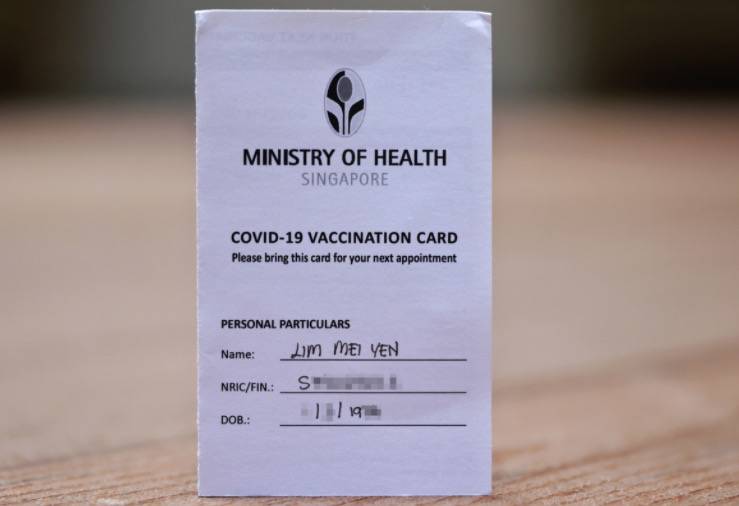 MINISTRY OF HEALTH
SINGAPORE
COVID-19 VACCINATION CARD
Please bring this card for your next appointment
PERSONAL PARTICULARS
Name: LIM MEI YEN
NRIC/FIN.: S
DOB.: / / 19